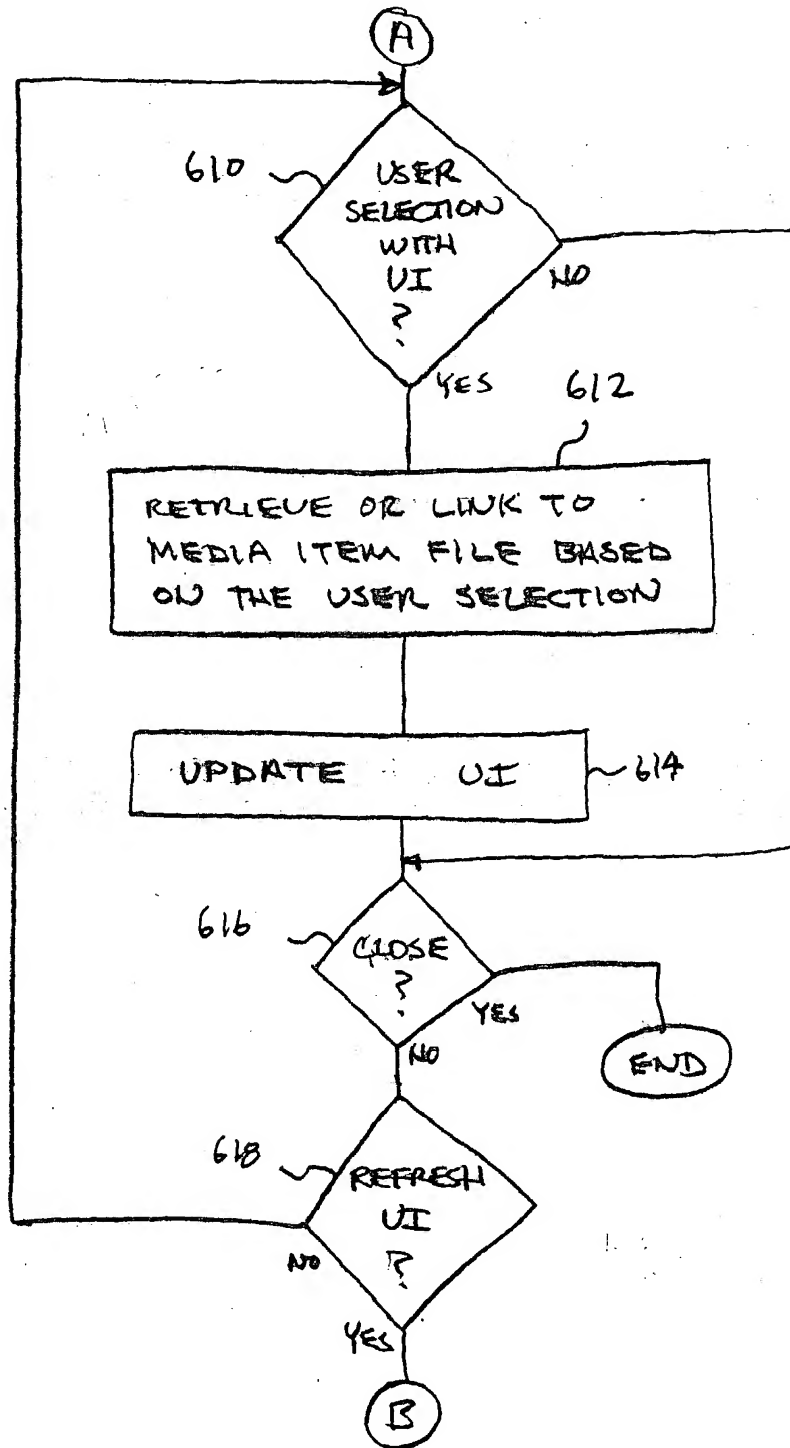 A
610
USER
SELECTION
WITH
UI
?
NO
YES
612
RETRIEVE OR LINK TO
MEDIA ITEM FILE BASED
ON THE USER SELECTION
UPDATE UI
614
616
CLOSE
?
YES
NO
END
618
REFRESH
UI
?
NO
YES
B